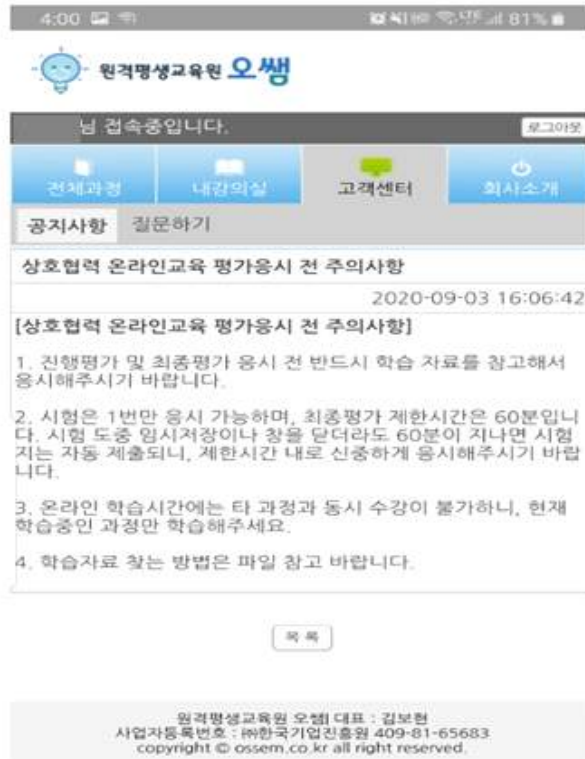 4:00
LTE 81%
원격평생교육원 오쌤
님 접속중입니다.
로그아웃
전체과정 내강의실 고객센터 회사소개
공지사항 질문하기
상호협력 온라인교육 평가응시 전 주의사항
2020-09-03 16:06:42
[상호협력 온라인교육 평가응시 전 주의사항]
1. 진행평가 및 최종평가 응시 전 반드시 학습 자료를 참고해서
응시해주시기 바랍니다.
2. 시험은 1번만 응시 가능하며, 최종평가 제한시간은 60분입니
다. 시험 도중 임시저장이나 창을 닫더라도 60분이 지나면 시험
지는 자동 제출되니, 제한시간 내로 신중하게 응시해주시기 바랍
니다.
3. 온라인 학습시간에는 타 과정과 동시 수강이 불가하니, 현재
학습중인 과정만 학습해주세요.
4. 학습자료 찾는 방법은 파일 참고 바랍니다.
목록
원격평생교육원 오쌤| 대표 : 김보현
사업자등록번호 : ㈜한국기업진흥원 409-81-65683
copyright © ossem.co.kr all right reserved.